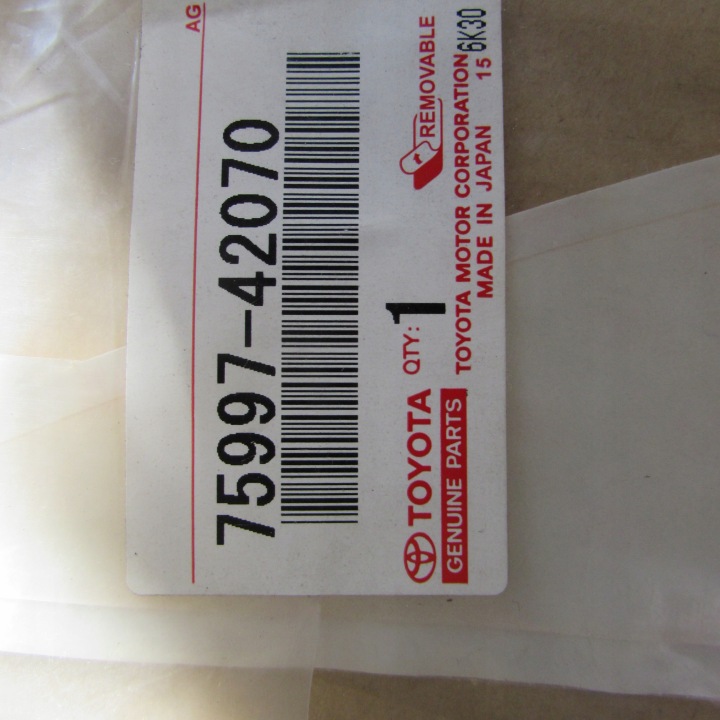 AG
75997-42070
TOYOTA QTY: 1
GENUINE PARTS
REMOVABLE
TOYOTA MOTOR CORPORATION
MADE IN JAPAN 15
6K30